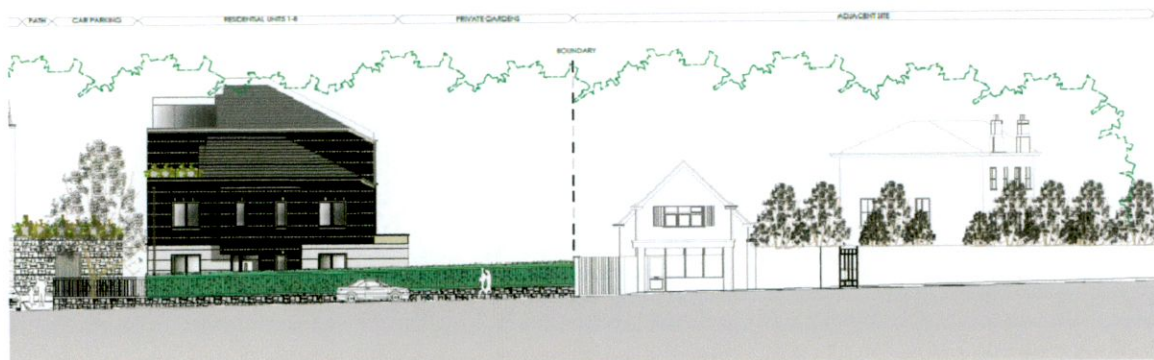 PATH CAR PARKING RESIDENTIAL UNITS 1-8 PRIVATE GARDENS ADJACENT SITE
BOUNDARY